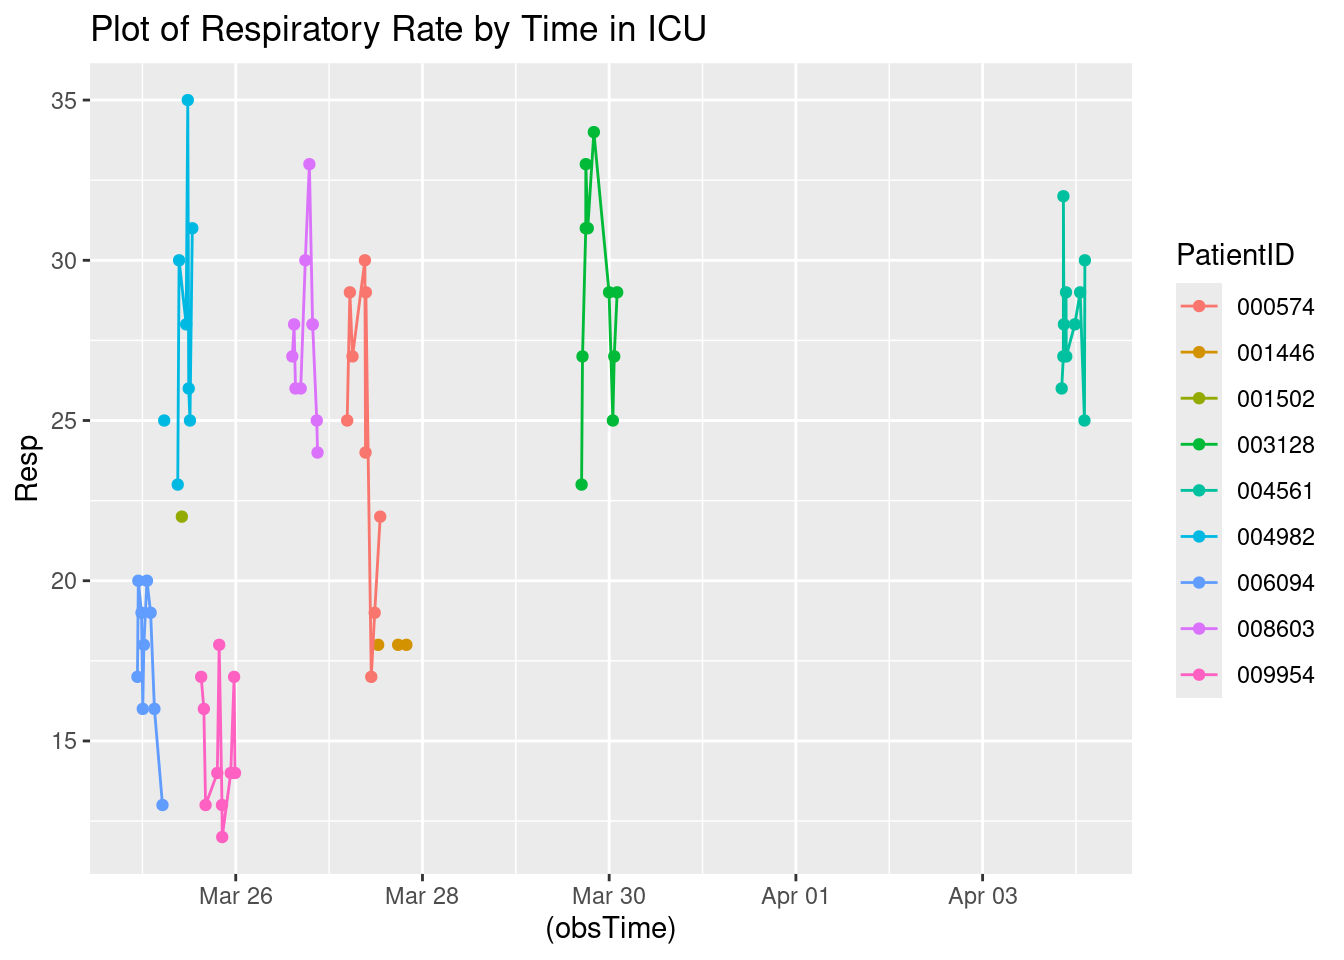 Plot of Respiratory Rate by Time in ICU
35
30
25
20
15
Resp
Mar 26
Mar 28
Mar 30
Apr 01
Apr 03
(obsTime)
PatientID
000574
001446
001502
003128
004561
004982
006094
008603
009954